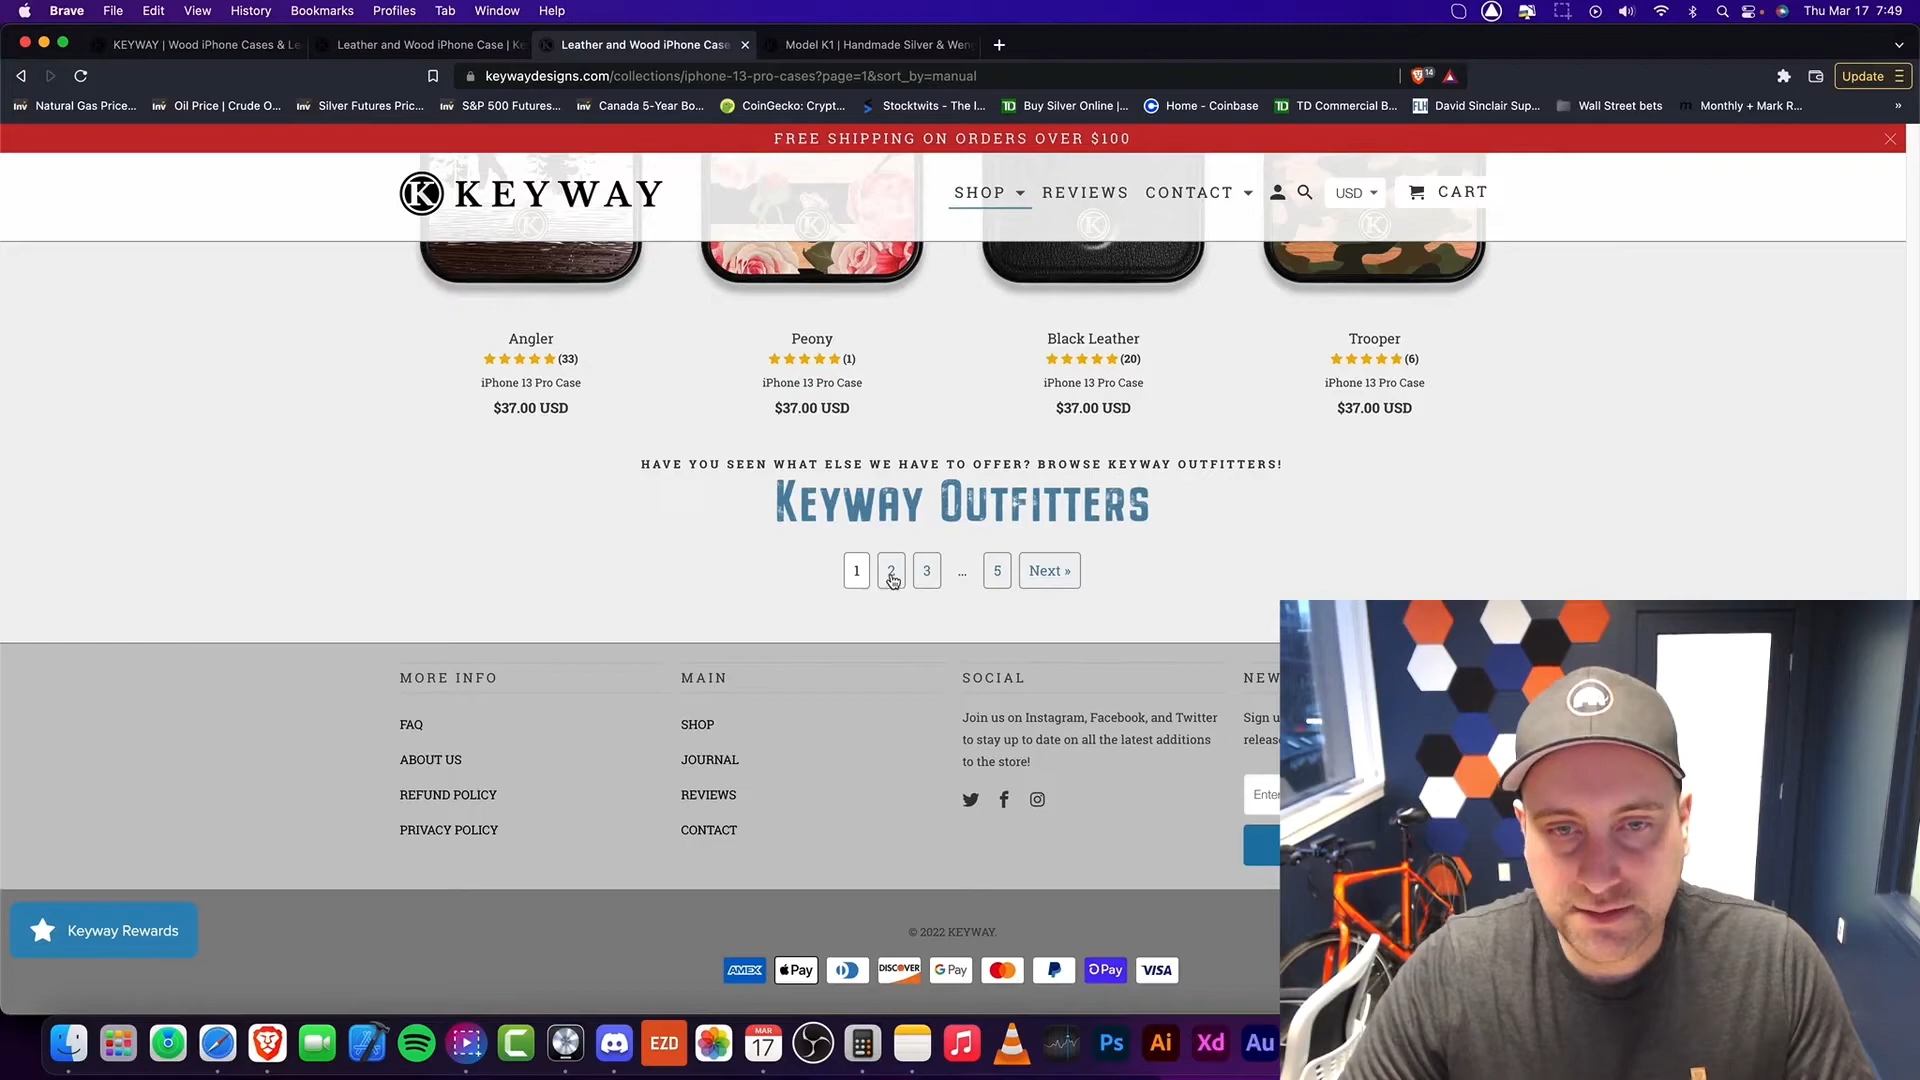 Brave File Edit View History Bookmarks Profiles Tab Window Help Thu Mar 17 7:49
KEYWAY | Wood iPhone Cases & Le Leather and Wood iPhone Case | Ke Leather and Wood iPhone Case Model K1 | Handmade Silver & Wen
keywaydesigns.com/collections/iphone-13-pro-cases?page=1&sort_by=manual 14 Update
Natural Gas Price... Oil Price | Crude O... Silver Futures Pric... S&P 500 Futures... Canada 5-Year Bo... CoinGecko: Crypt... Stocktwits - The l... Buy Silver Online |... Home - Coinbase TD Commercial B... David Sinclair Sup... Wall Street bets Monthly + Mark R... »
FREE SHIPPING ON ORDERS OVER $100
K KEYWAY SHOP REVIEWS CONTACT USD CART
Angler Peony Black Leather Trooper
(33) (1) (20) (6)
iPhone 13 Pro Case iPhone 13 Pro Case iPhone 13 Pro Case iPhone 13 Pro Case
$37.00 USD $37.00 USD $37.00 USD $37.00 USD
HAVE YOU SEEN WHAT ELSE WE HAVE TO OFFER? BROWSE KEYWAY OUTFITTERS!
KEYWAY OUTFITTERS
1 2 3 ... 5 Next »
MORE INFO MAIN SOCIAL NEW
FAQ SHOP Join us on Instagram, Facebook, and Twitter Sign u
to stay up to date on all the latest additions releas
to the store!
ABOUT US JOURNAL
REFUND POLICY REVIEWS Enter
PRIVACY POLICY CONTACT
Keyway Rewards
© 2022 KEYWAY.
AMEX Pay DISCOVER G Pay Pay VISA
EZD MAR 17 Ps Ai Xd Au